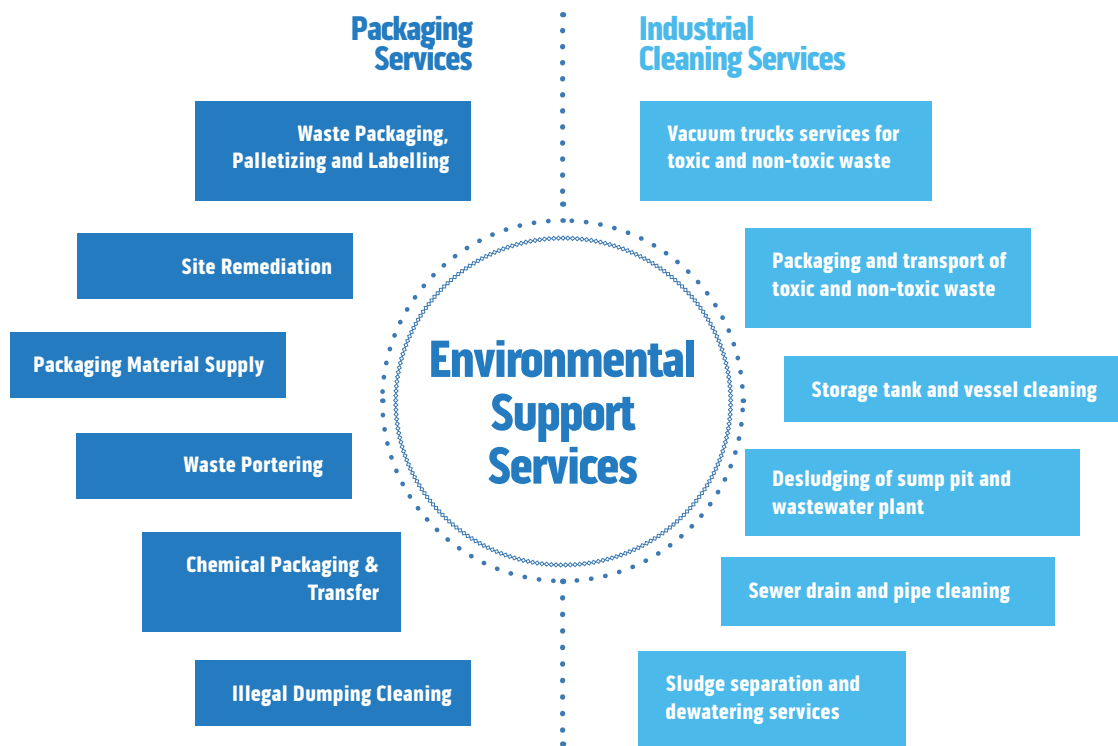 Packaging
Services
Waste Packaging,
Palletizing and Labelling
Site Remediation
Packaging Material Supply
Waste Portering
Chemical Packaging &
Transfer
Illegal Dumping Cleaning
Environmental
Support
Services
Industrial
Cleaning Services
Vacuum trucks services for
toxic and non-toxic waste
Packaging and transport of
toxic and non-toxic waste
Storage tank and vessel cleaning
Desludging of sump pit and
wastewater plant
Sewer drain and pipe cleaning
Sludge separation and
dewatering services